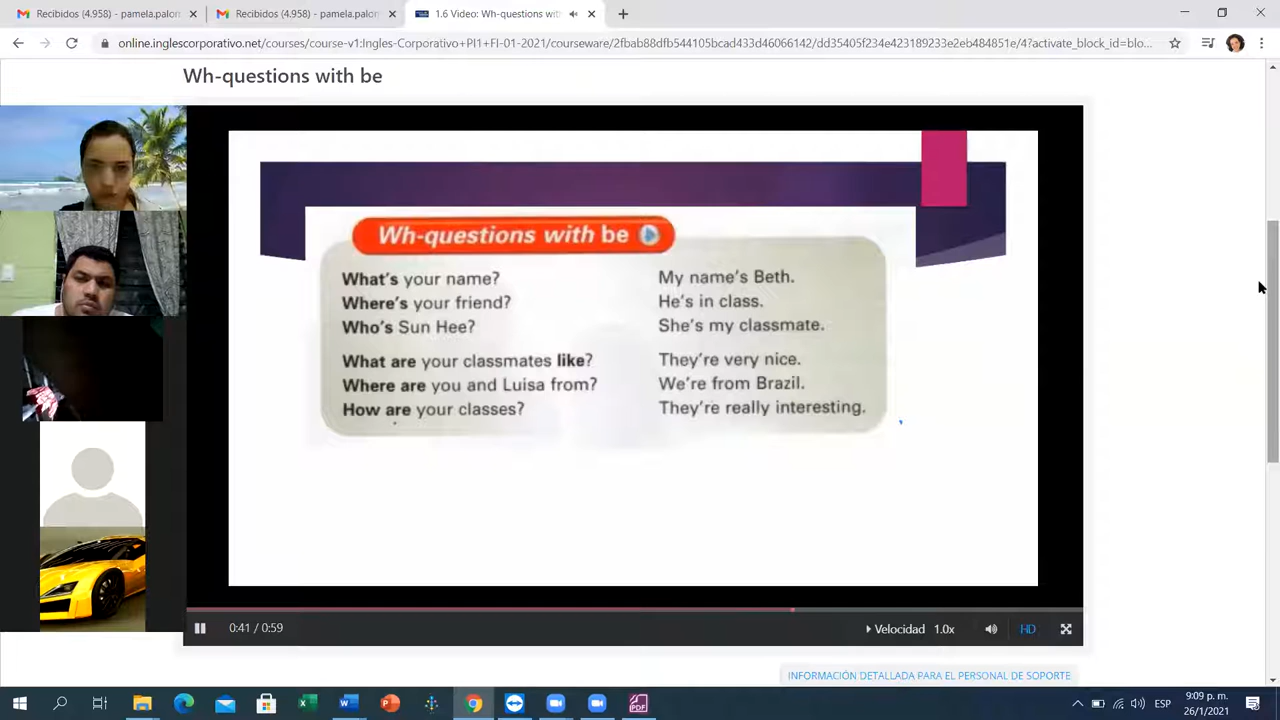 Recibidos (4.958) - pamela.palon
Recibidos (4.958) - pamela.palon
1.6 Video: Wh-questions wit
online.inglescorporativo.net/courses/course-v1:Ingles-Corporativo+PI1+FI-01-2021/courseware/2fbab88dfb544105bcad433d46066142/dd35405f234e423189233e2eb484851e/4?activate_block_id=blo...
Wh-questions with be
Wh-questions with be
What's your name? My name's Beth.
Where's your friend? He's in class.
Who's Sun Hee? She's my classmate.
What are your classmates like? They're very nice.
Where are you and Luisa from? We're from Brazil.
How are your classes? They're really interesting.
0:41 / 0:59 Velocidad 1.0x HD
INFORMACIÓN DETALLADA PARA EL PERSONAL DE SOPORTE
ESP
9:09 p. m.
26/1/2021